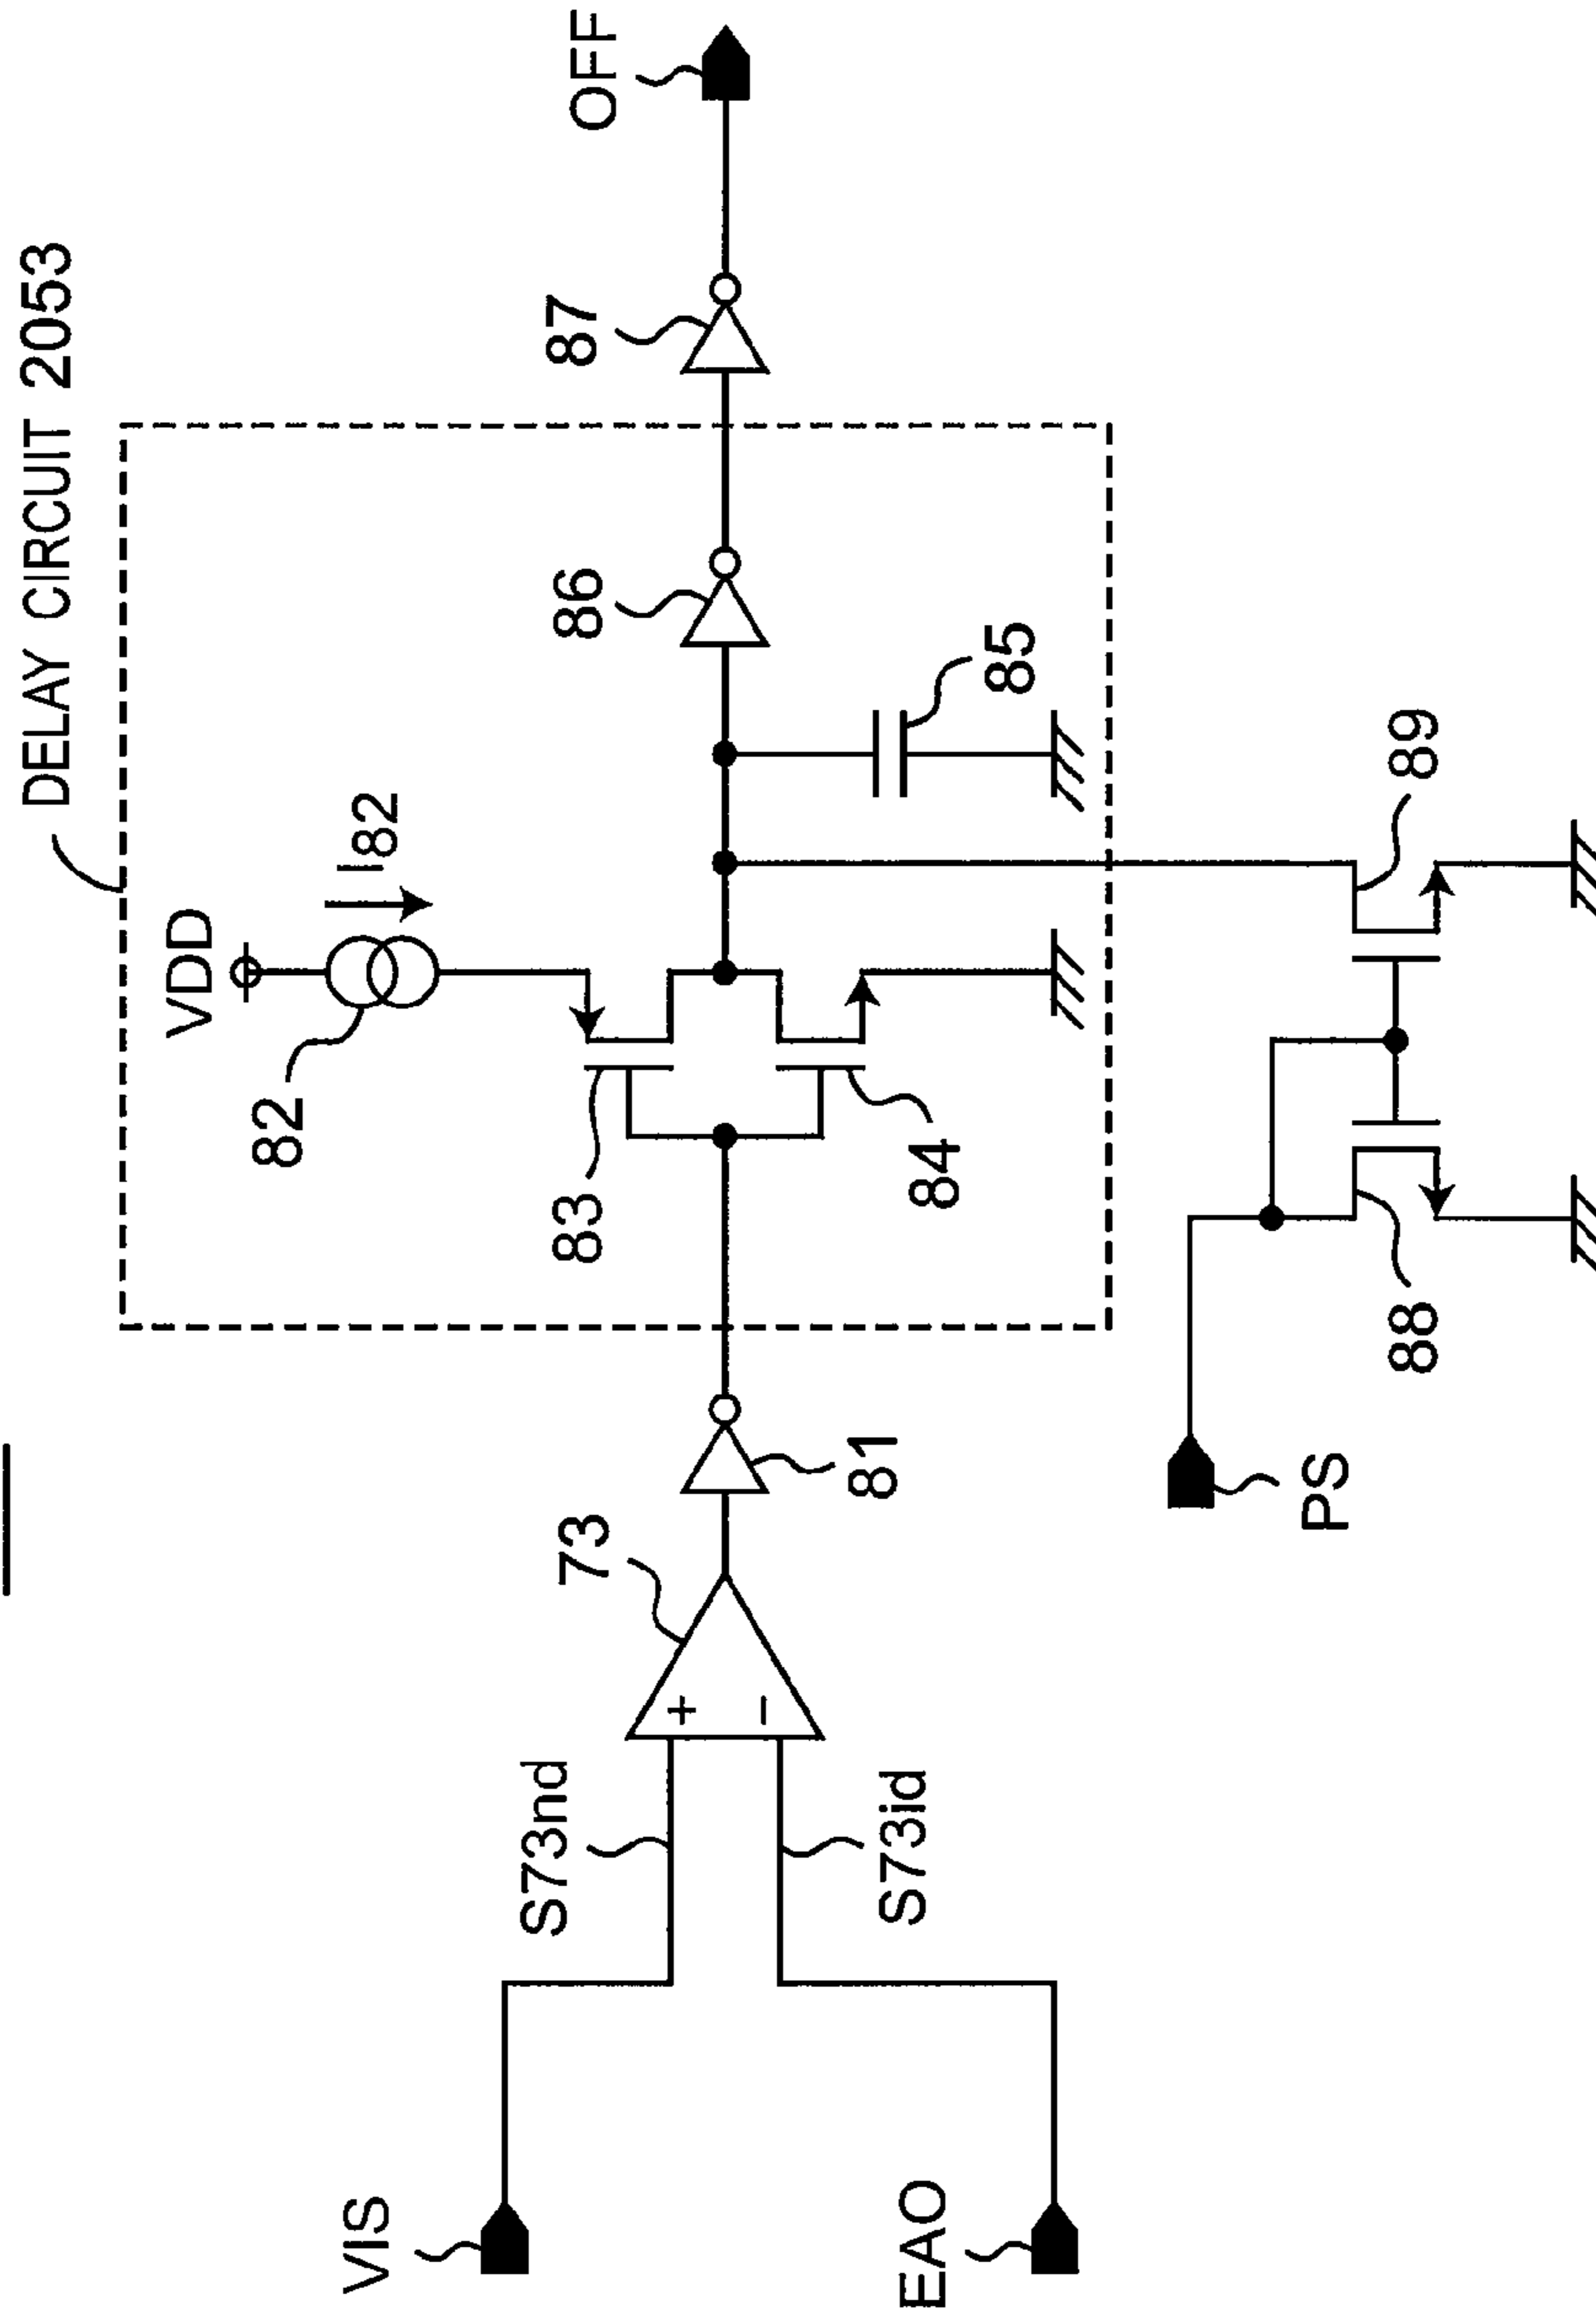 DELAY CIRCUIT 2053
VDD
I82
82
83
84
85
86
87
OFF
VIS
S73nd
73
+
−
81
S73id
EAO
PS
88
89